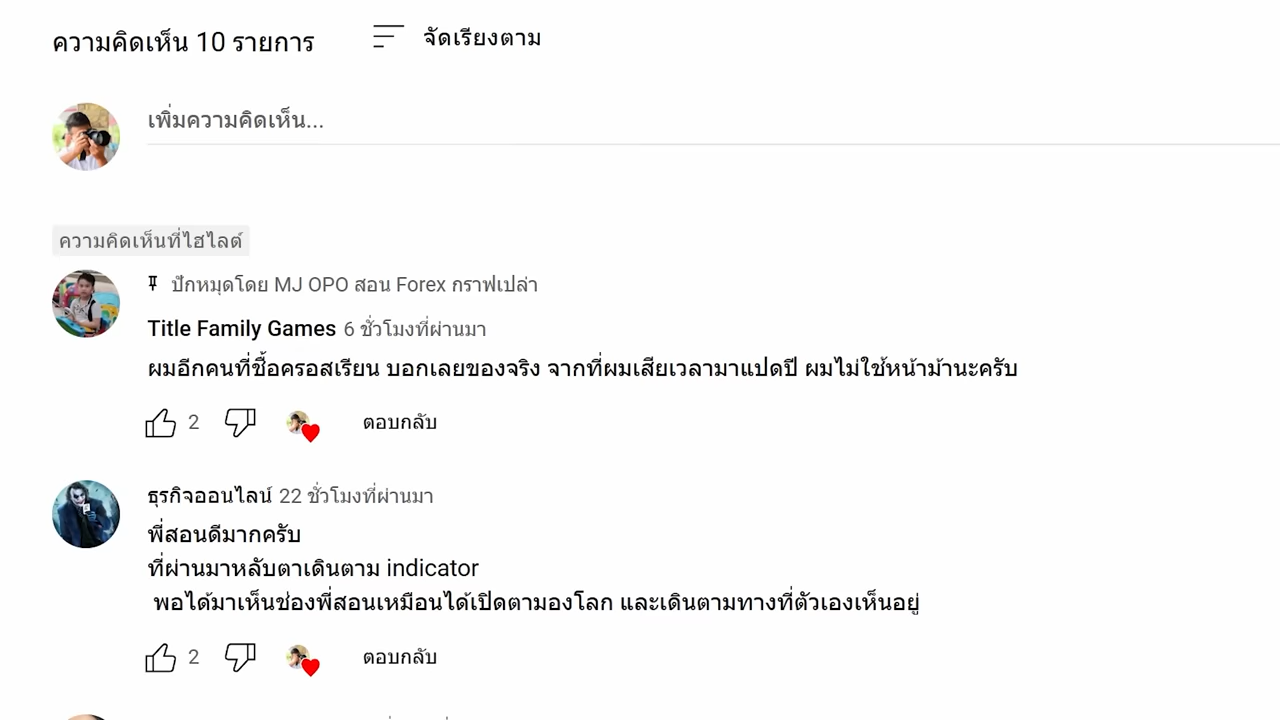 ความคิดเห็น 10 รายการ
จัดเรียงตาม
เพิ่มความคิดเห็น...
ความคิดเห็นที่ไฮไลต์
ปักหมุดโดย MJ OPO สอน Forex กราฟเปล่า
Title Family Games 6 ชั่วโมงที่ผ่านมา
ผมอีกคนที่ซื้อครอสเรียน บอกเลยของจริง จากที่ผมเสียเวลามาแปดปี ผมไม่ใช้หน้าม้านะครับ
2
ตอบกลับ
ธุรกิจออนไลน์ 22 ชั่วโมงที่ผ่านมา
พี่สอนดีมากครับ
ที่ผ่านมาหลับตาเดินตาม indicator
พอได้มาเห็นช่องพี่สอนเหมือนได้เปิดตามองโลก และเดินตามทางที่ตัวเองเห็นอยู่
2
ตอบกลับ